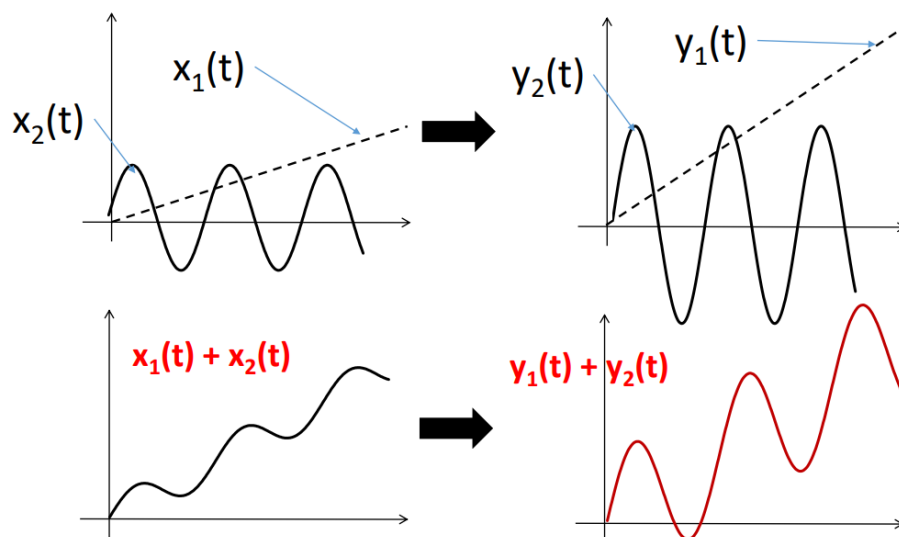 x₁(t)
x₂(t)
y₁(t)
y₂(t)
x₁(t) + x₂(t)
y₁(t) + y₂(t)